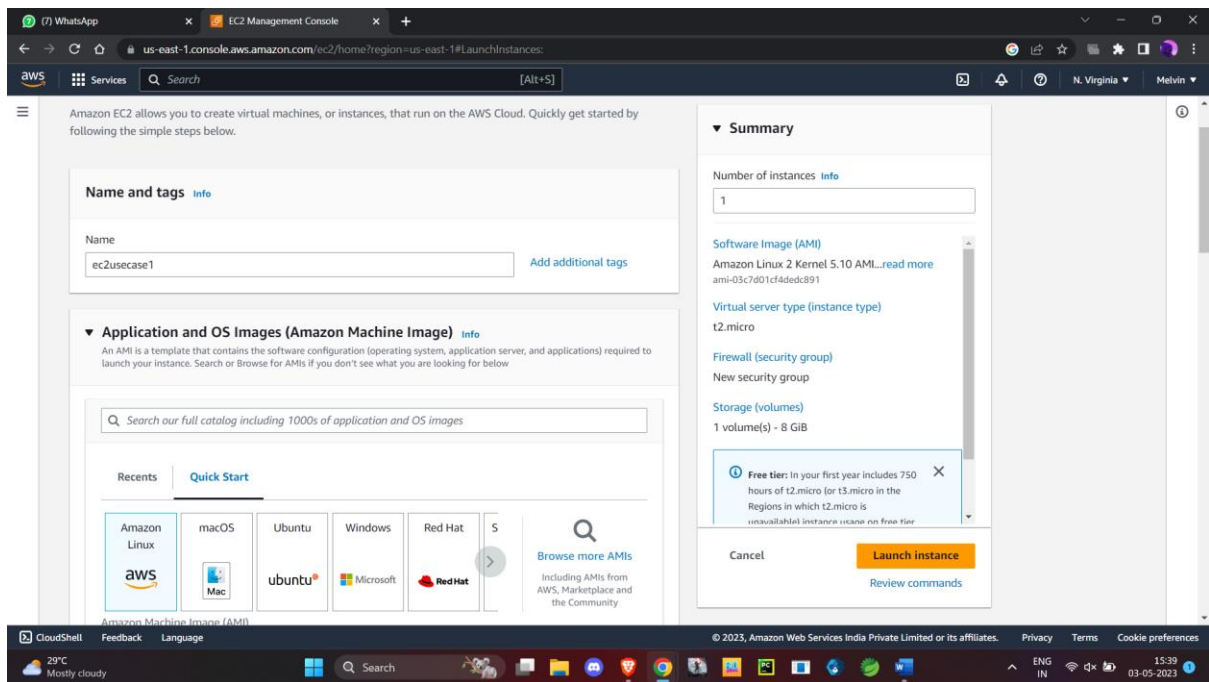 (7) WhatsApp
EC2 Management Console
us-east-1.console.aws.amazon.com/ec2/home?region=us-east-1#LaunchInstances:
aws
Services
Search
[Alt+S]
N. Virginia
Melvin
Amazon EC2 allows you to create virtual machines, or instances, that run on the AWS Cloud. Quickly get started by
following the simple steps below.
Name and tags Info
Name
ec2usecase1
Add additional tags
Application and OS Images (Amazon Machine Image) Info
An AMI is a template that contains the software configuration (operating system, application server, and applications) required to
launch your instance. Search or Browse for AMIs if you don't see what you are looking for below
Search our full catalog including 1000s of application and OS images
Recents
Quick Start
Amazon
Linux
aws
macOS
Mac
Ubuntu
ubuntu
Windows
Microsoft
Red Hat
Red Hat
S
Browse more AMIs
Including AMIs from
AWS, Marketplace and
the Community
Amazon Machine Image (AMI)
Summary
Number of instances Info
1
Software Image (AMI)
Amazon Linux 2 Kernel 5.10 AMI...read more
ami-03c7d01cf4dedc891
Virtual server type (instance type)
t2.micro
Firewall (security group)
New security group
Storage (volumes)
1 volume(s) - 8 GiB
Free tier: In your first year includes 750
hours of t2.micro (or t3.micro in the
Regions in which t2.micro is
unavailable) instance usage on free tier
Cancel
Launch instance
Review commands
CloudShell
Feedback
Language
© 2023, Amazon Web Services India Private Limited or its affiliates.
Privacy
Terms
Cookie preferences
29°C
Mostly cloudy
Search
ENG
IN
15:39
03-05-2023
1